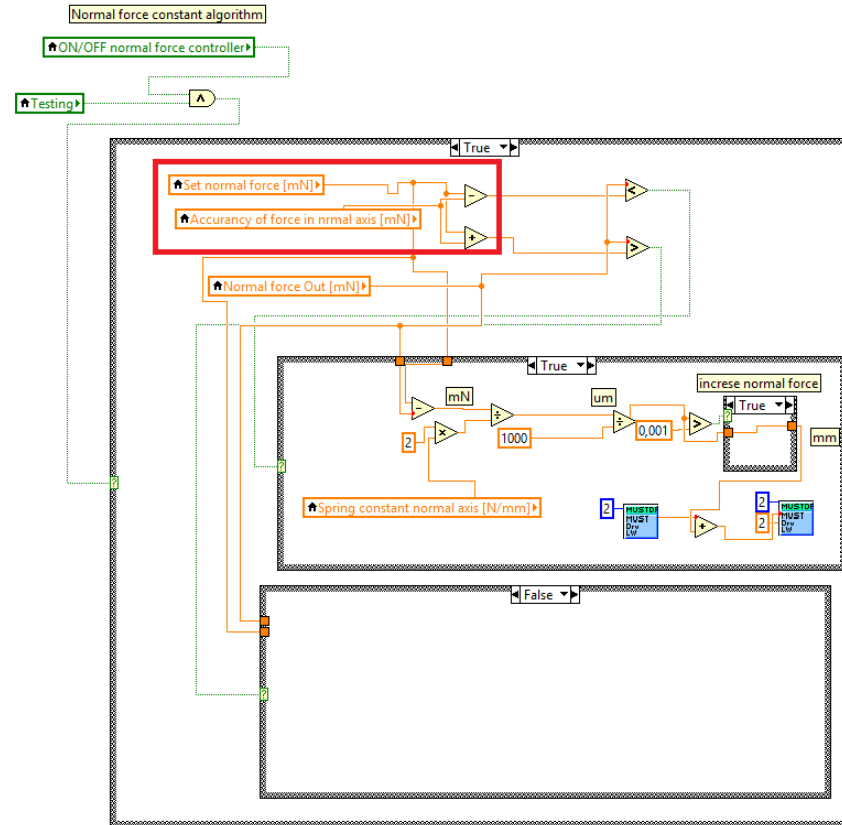 Normal force constant algorithm
ON/OFF normal force controller
Testing
True
Set normal force [mN]
Accurancy of force in nrmal axis [mN]
Normal force Out [mN]
True
increse normal force
mN
um
True
mm
2
1000
0,001
Spring constant normal axis [N/mm]
2
MUSTDF
MUST
Drv
LW
2
2
MUSTDF
MUST
Drv
LW
False